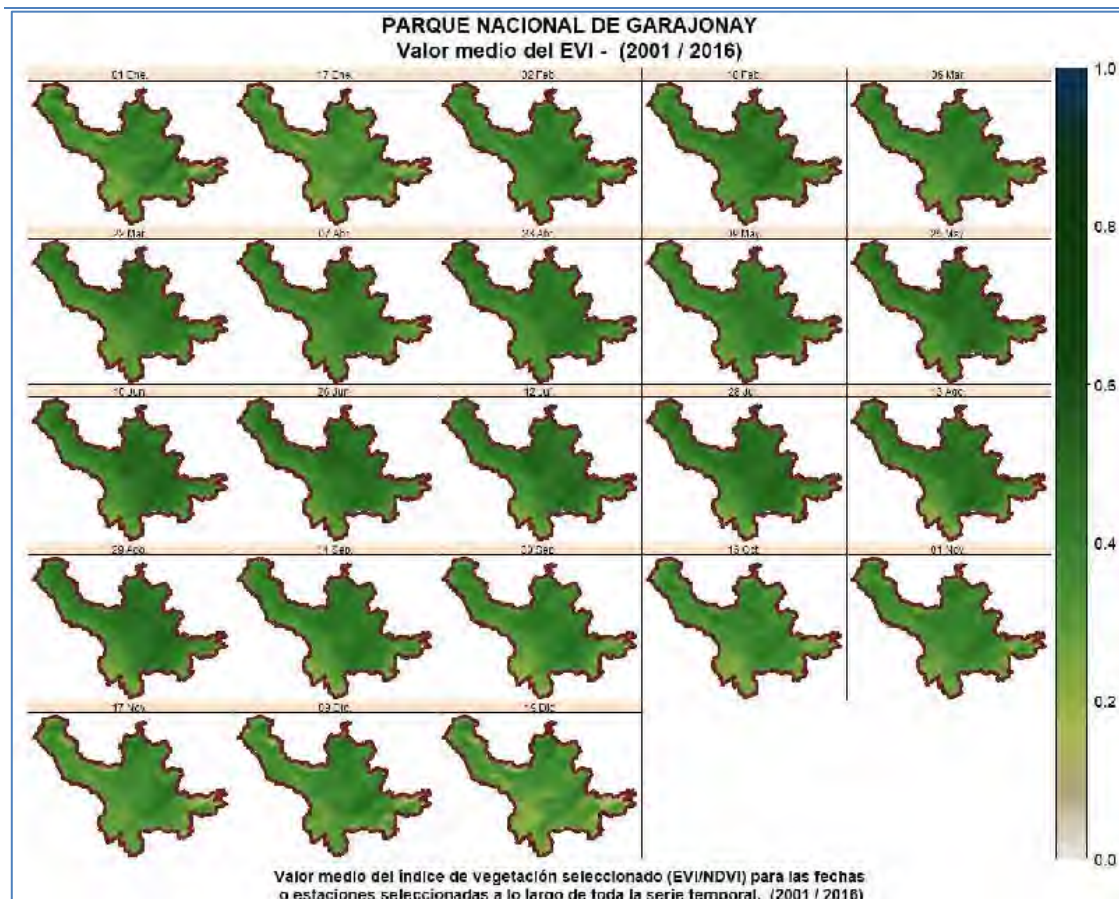 PARQUE NACIONAL DE GARAJONAY
Valor medio del EVI - (2001 / 2016)
01 Ene.
17 Ene.
02 Feb.
18 Feb.
06 Mar.
1.0
22 Mar.
07 Abr.
23 Abr.
09 May.
25 May.
0.8
10 Jun.
26 Jun.
12 Jul.
28 Jul.
13 Ago.
0.6
29 Ago.
14 Sep.
30 Sep.
16 Oct.
01 Nov.
0.4
17 Nov.
Dic.
Dic.
0.2
0.0
Valor medio del índice de vegetación seleccionado (EVI/NDVI) para las fechas
o estaciones seleccionadas a lo largo de toda la serie temporal. (2001 / 2016)